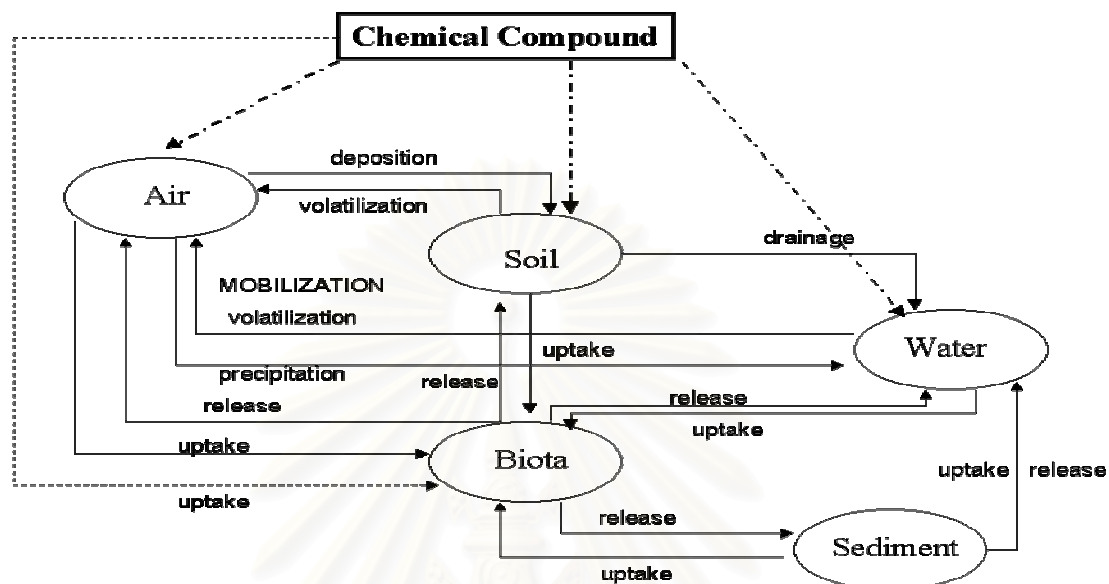 Chemical Compound
deposition
Air
volatilization
Soil
drainage
MOBILIZATION
volatilization
uptake
Water
precipitation
release
release
release
uptake
uptake
Biota
uptake
release
uptake
release
Sediment
uptake